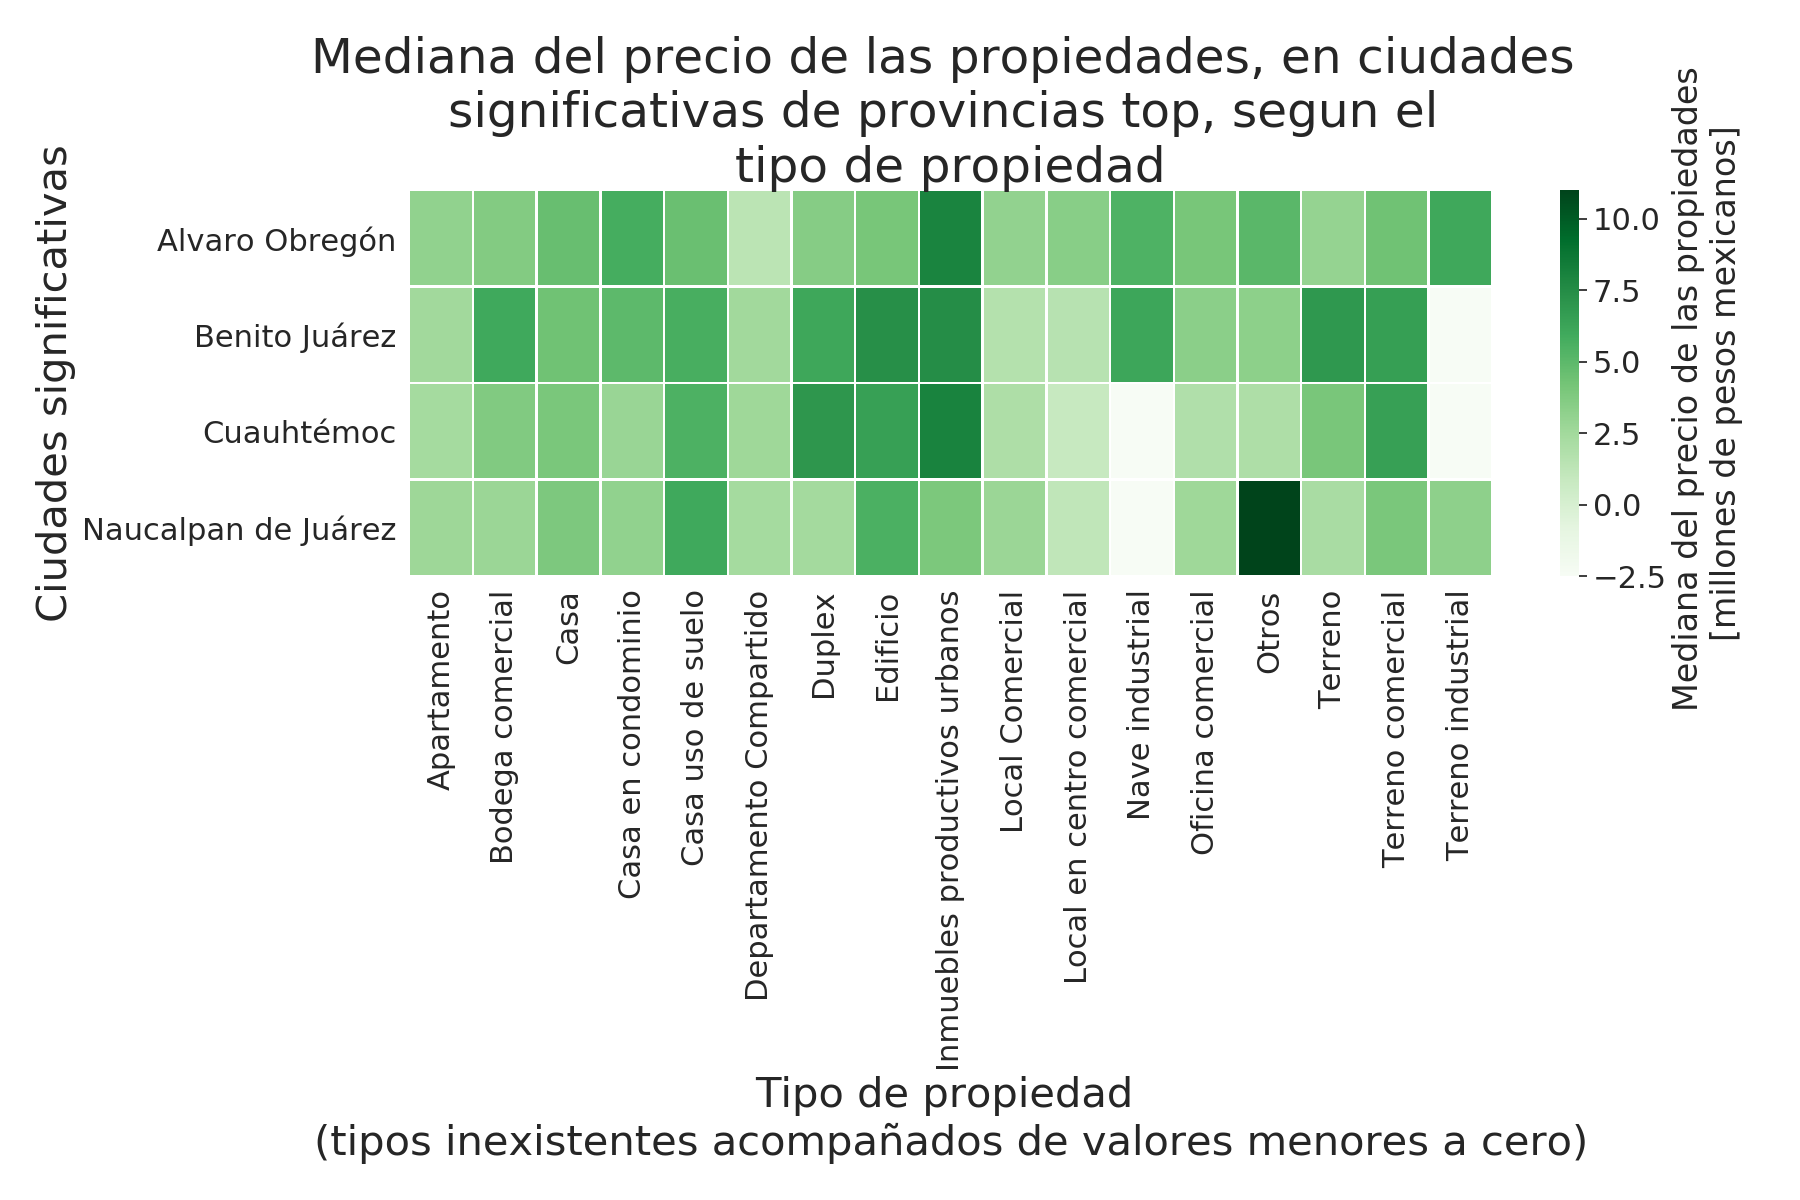 Mediana del precio de las propiedades, en ciudades
significativas de provincias top, segun el
tipo de propiedad
Ciudades significativas
Alvaro Obregón
Benito Juárez
Cuauhtémoc
Naucalpan de Juárez
Apartamento
Bodega comercial
Casa
Casa en condominio
Casa uso de suelo
Departamento Compartido
Duplex
Edificio
Inmuebles productivos urbanos
Local Comercial
Local en centro comercial
Nave industrial
Oficina comercial
Otros
Terreno
Terreno comercial
Terreno industrial
Tipo de propiedad
(tipos inexistentes acompañados de valores menores a cero)
10.0
7.5
5.0
2.5
0.0
−2.5
Mediana del precio de las propiedades
[millones de pesos mexicanos]